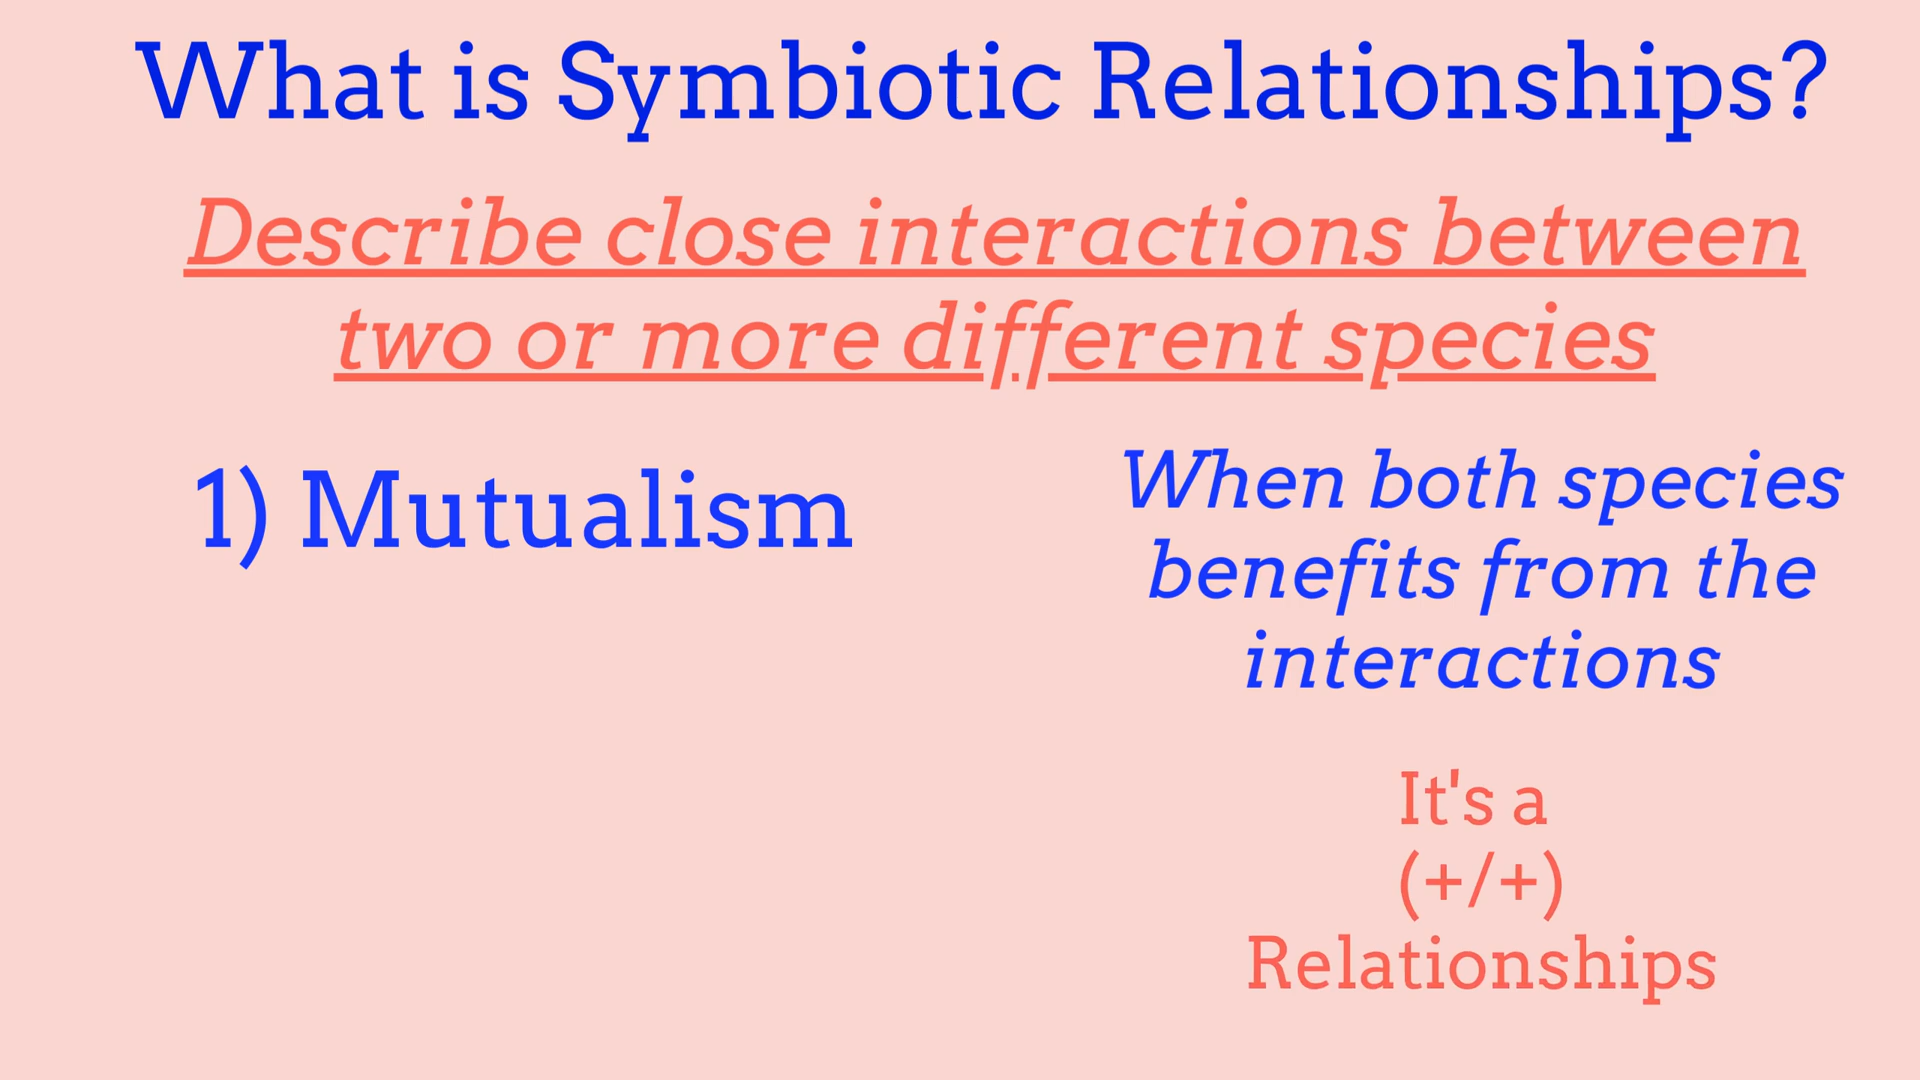 What is Symbiotic Relationships?
Describe close interactions between
two or more different species
1) Mutualism
When both species
benefits from the
interactions
It's a
(+/+)
Relationships